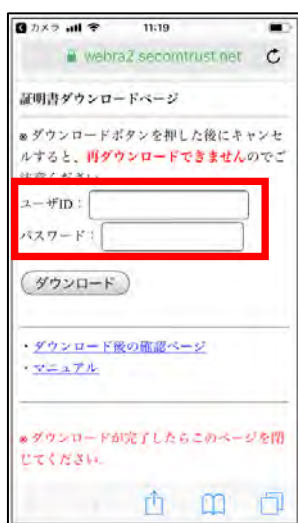 カメラ 11:19
webra2.secomtrust.net
証明書ダウンロードページ
※ダウンロードボタンを押した後にキャンセ
ルすると、再ダウンロードできませんのでご
注意ください
ユーザID：
パスワード：
ダウンロード
・ダウンロード後の確認ページ
・マニュアル
※ダウンロードが完了したらこのページを閉
じてください。